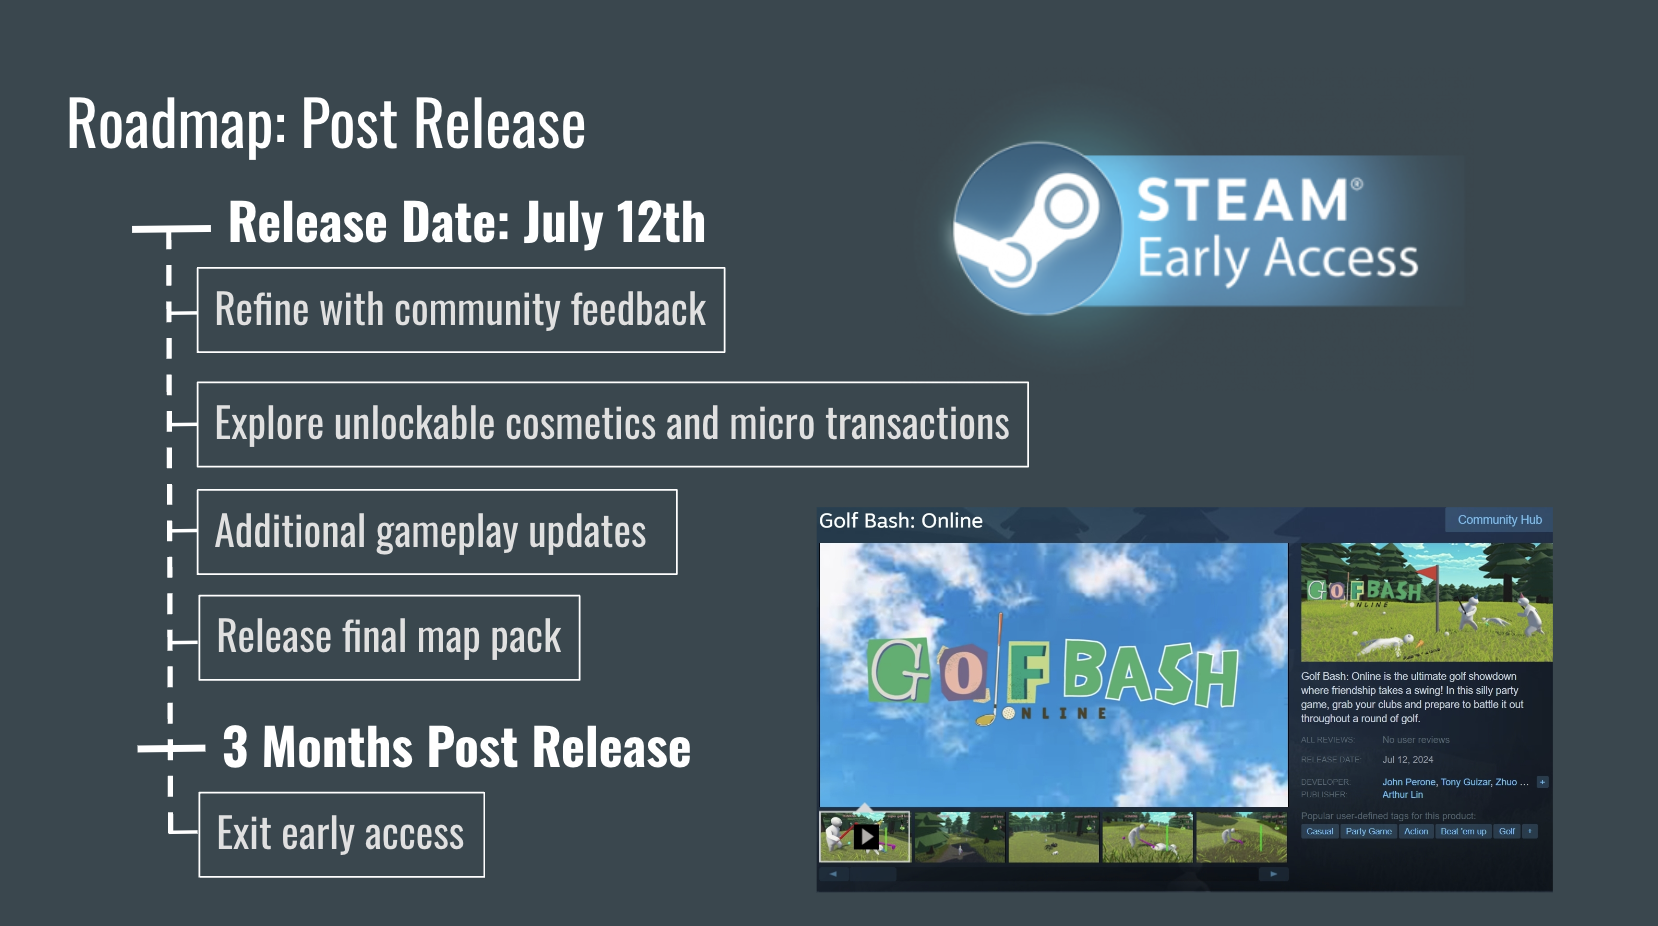 Roadmap: Post Release
Release Date: July 12th
Refine with community feedback
Explore unlockable cosmetics and micro transactions
Additional gameplay updates
Release final map pack
3 Months Post Release
Exit early access
STEAM®
Early Access
Golf Bash: Online
Community Hub
GOlF BASH
ONLINE
GOlF BASH
ONLINE
Golf Bash: Online is the ultimate golf showdown
where friendship takes a swing! In this silly party
game, grab your clubs and prepare to battle it out
throughout a round of golf.
ALL REVIEWS: No user reviews
RELEASE DATE: Jul 12, 2024
DEVELOPER: John Perone, Tony Guizar, Zhuo ... +
PUBLISHER: Arthur Lin
Popular user-defined tags for this product:
Casual Party Game Action Beat 'em up Golf +